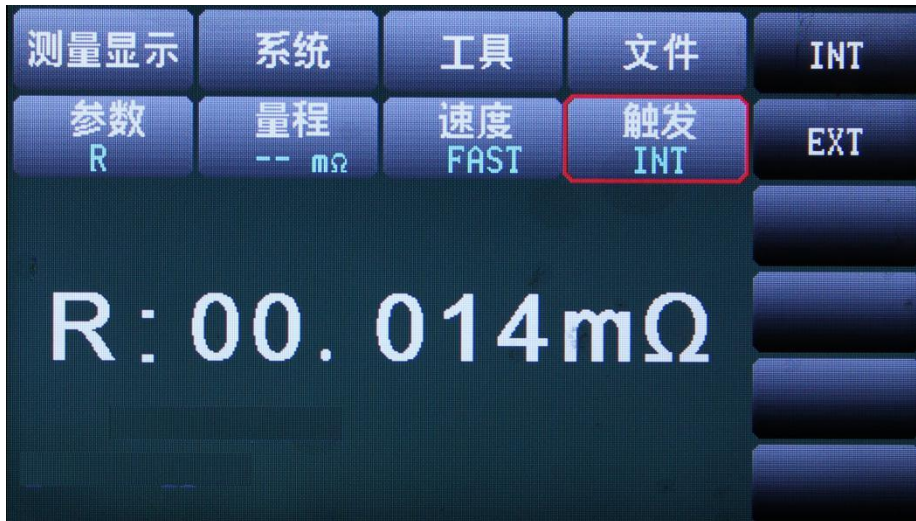 测量显示 系统 工具 文件 INT
参数 量程 速度 触发 EXT
R -- mΩ FAST INT
R:00.014mΩ